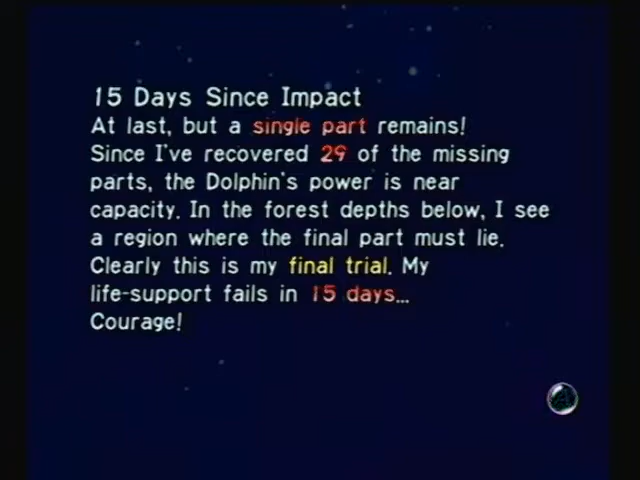 15 Days Since Impact
At last, but a single part remains!
Since I've recovered 29 of the missing
parts, the Dolphin's power is near
capacity. In the forest depths below, I see
a region where the final part must lie.
Clearly this is my final trial. My
life-support fails in 15 days...
Courage!
A